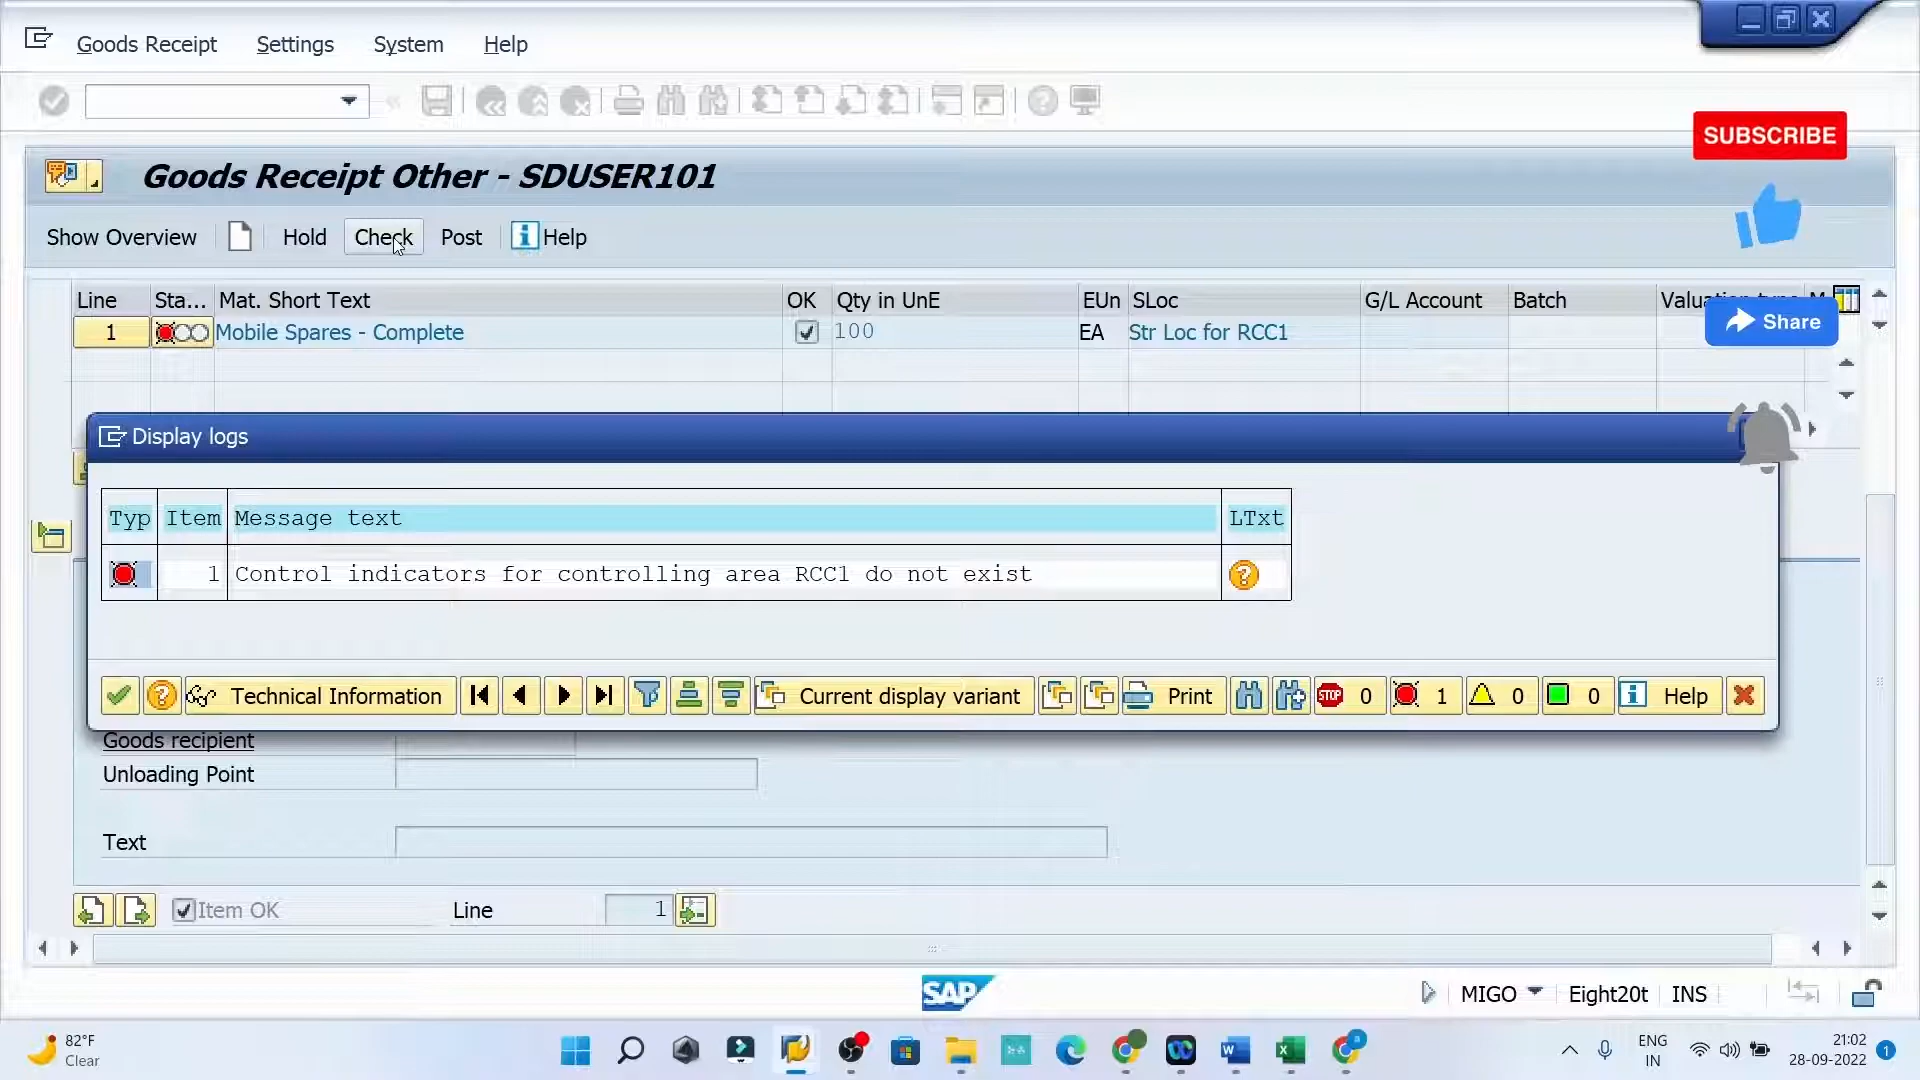 Goods Receipt Settings System Help
SUBSCRIBE
Goods Receipt Other - SDUSER101
Show Overview Hold Check Post Help
Line Sta... Mat. Short Text OK Qty in UnE EUn SLoc G/L Account Batch
1 Mobile Spares - Complete 100 EA Str Loc for RCC1
Share
Display logs
Typ Item Message text LTxt
1 Control indicators for controlling area RCC1 do not exist
Technical Information Current display variant Print STOP 0 1 0 0 Help
Goods recipient
Unloading Point
Text
Item OK Line 1
SAP MIGO Eight20t INS
82°F
Clear
ENG
IN
21:02
28-09-2022
1